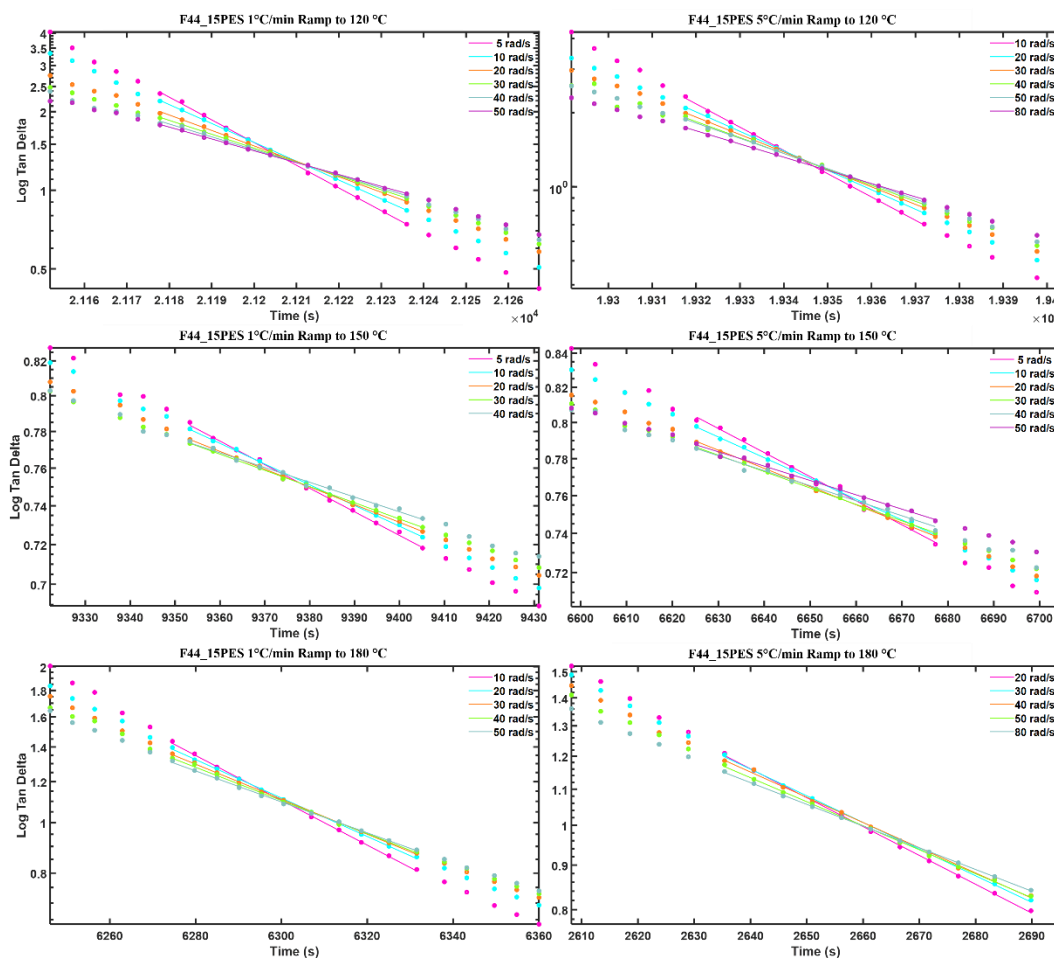 F44_15PES 1°C/min Ramp to 120 °C
4
3.5
3
2.5
2
1.5
1
0.5
Log Tan Delta
5 rad/s
10 rad/s
20 rad/s
30 rad/s
40 rad/s
50 rad/s
2.116 2.117 2.118 2.119 2.12 2.121 2.122 2.123 2.124 2.125 2.126
Time (s)
×10⁴
F44_15PES 5°C/min Ramp to 120 °C
10⁰
10 rad/s
20 rad/s
30 rad/s
40 rad/s
50 rad/s
80 rad/s
1.93 1.931 1.932 1.933 1.934 1.935 1.936 1.937 1.938 1.939 1.94
Time (s)
F44_15PES 1°C/min Ramp to 150 °C
0.82
0.8
0.78
0.76
0.74
0.72
0.7
Log Tan Delta
5 rad/s
10 rad/s
20 rad/s
30 rad/s
40 rad/s
9330 9340 9350 9360 9370 9380 9390 9400 9410 9420 9430
Time (s)
F44_15PES 5°C/min Ramp to 150 °C
0.84
0.82
0.8
0.78
0.76
0.74
0.72
5 rad/s
10 rad/s
20 rad/s
30 rad/s
40 rad/s
50 rad/s
6600 6610 6620 6630 6640 6650 6660 6670 6680 6690 6700
Time (s)
F44_15PES 1°C/min Ramp to 180 °C
2
1.8
1.6
1.4
1.2
1
0.8
Log Tan Delta
10 rad/s
20 rad/s
30 rad/s
40 rad/s
50 rad/s
6260 6280 6300 6320 6340 6360
Time (s)
F44_15PES 5°C/min Ramp to 180 °C
1.5
1.4
1.3
1.2
1.1
1
0.9
0.8
20 rad/s
30 rad/s
40 rad/s
50 rad/s
80 rad/s
2610 2620 2630 2640 2650 2660 2670 2680 2690
Time (s)